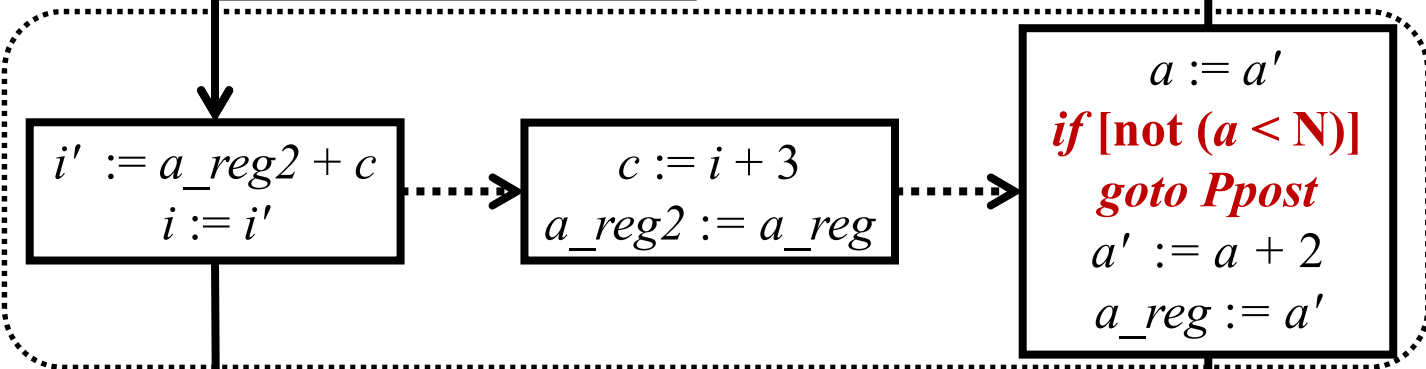 i′ := a_reg2 + c
i := i′
c := i + 3
a_reg2 := a_reg
a := a′
if [not (a < N)]
goto Ppost
a′ := a + 2
a_reg := a′